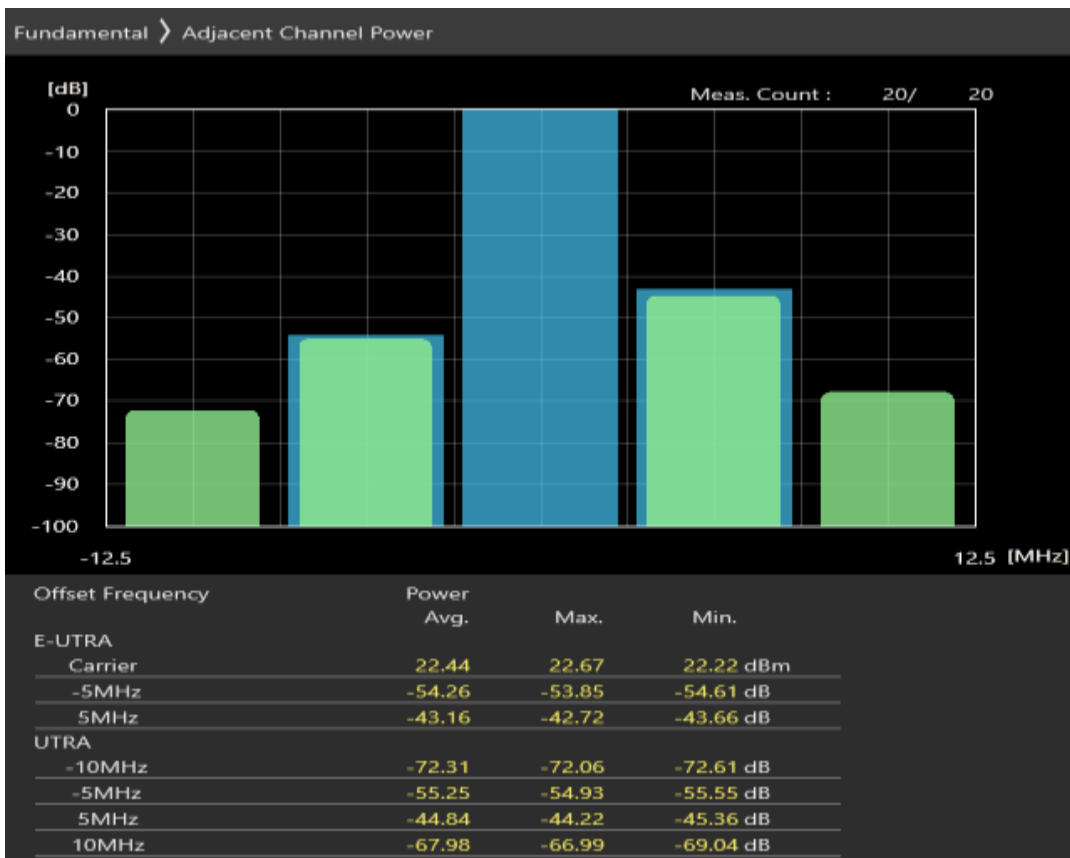 Fundamental ❭ Adjacent Channel Power
[dB]
Meas. Count : 20/ 20
0
-10
-20
-30
-40
-50
-60
-70
-80
-90
-100
-12.5 12.5 [MHz]
Offset Frequency Power
Avg. Max. Min.
E-UTRA
Carrier 22.44 22.67 22.22 dBm
-5MHz -54.26 -53.85 -54.61 dB
5MHz -43.16 -42.72 -43.66 dB
UTRA
-10MHz -72.31 -72.06 -72.61 dB
-5MHz -55.25 -54.93 -55.55 dB
5MHz -44.84 -44.22 -45.36 dB
10MHz -67.98 -66.99 -69.04 dB